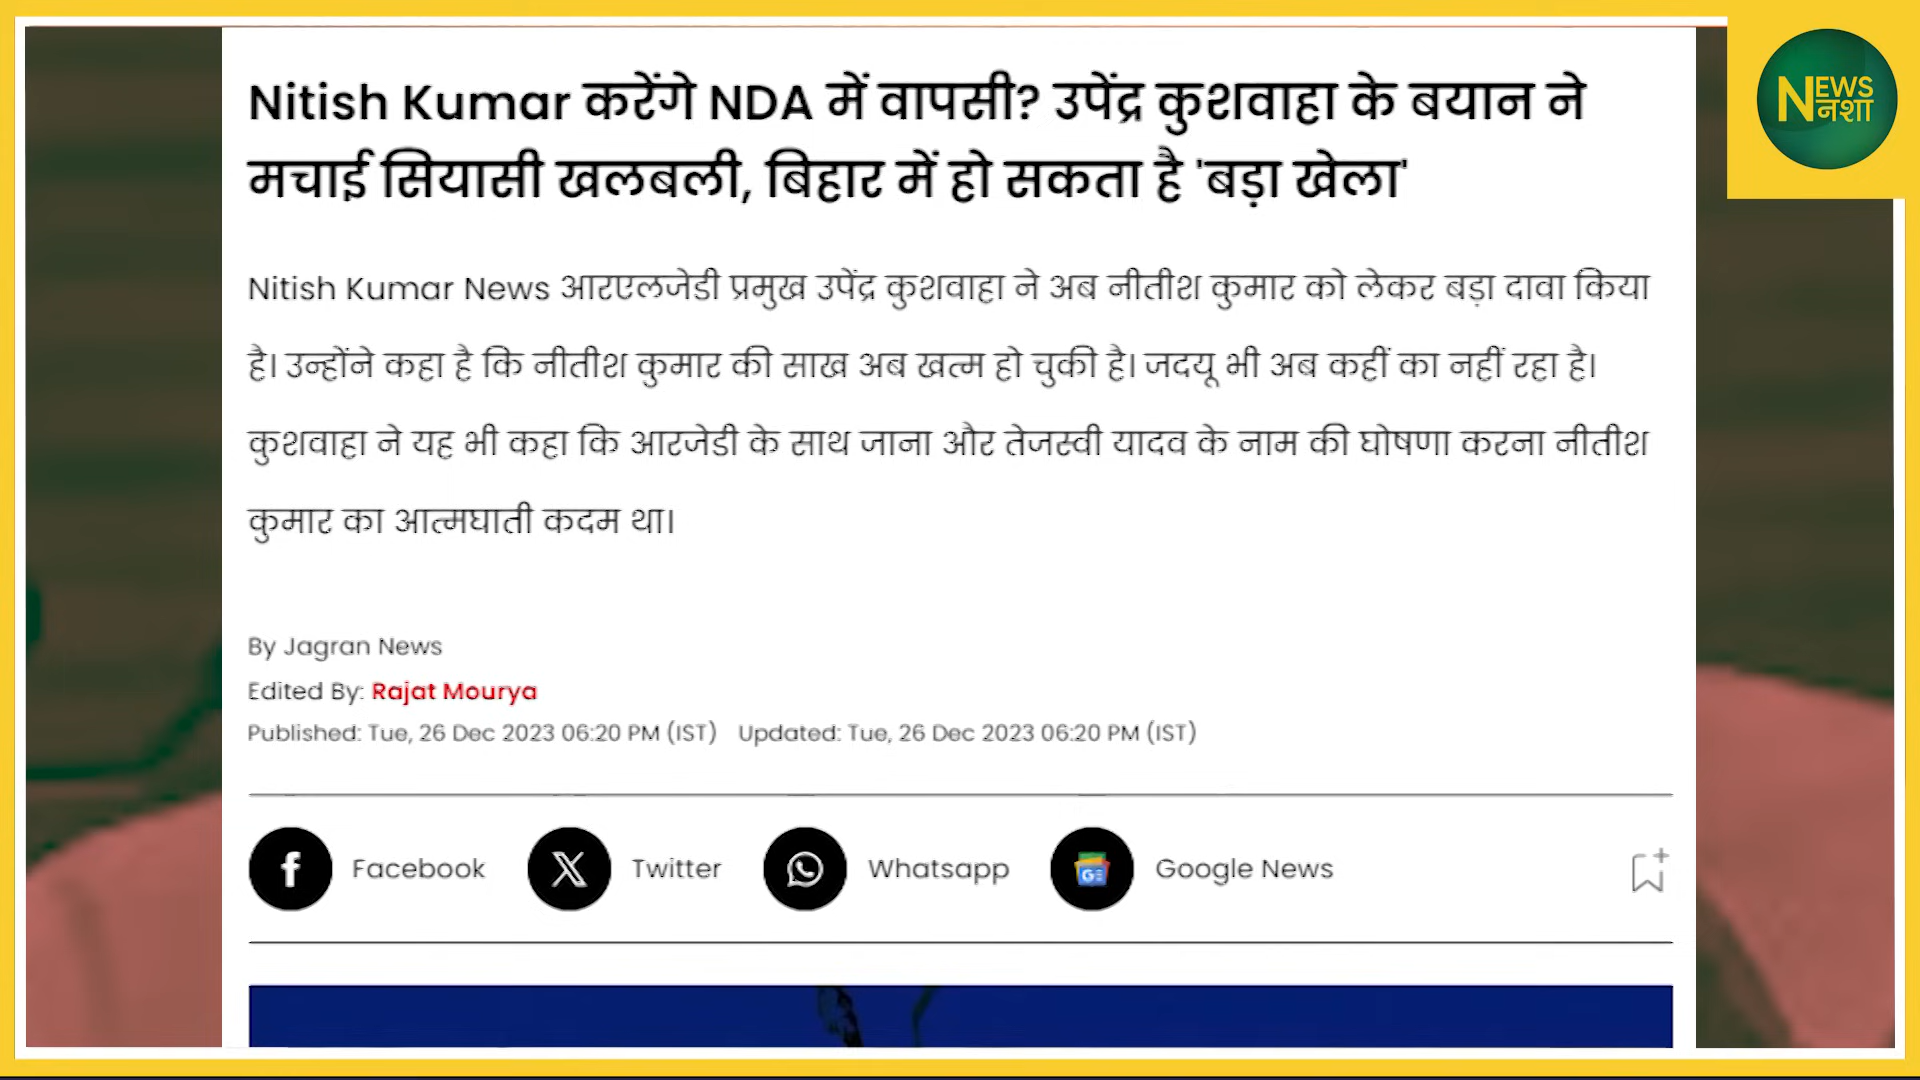 Nitish Kumar करेंगे NDA में वापसी? उपेंद्र कुशवाहा के बयान ने
मचाई सियासी खलबली, बिहार में हो सकता है 'बड़ा खेला'
NEWS
नशा
Nitish Kumar News आरएलजेडी प्रमुख उपेंद्र कुशवाहा ने अब नीतीश कुमार को लेकर बड़ा दावा किया
है। उन्होंने कहा है कि नीतीश कुमार की साख अब खत्म हो चुकी है। जदयू भी अब कहीं का नहीं रहा है।
कुशवाहा ने यह भी कहा कि आरजेडी के साथ जाना और तेजस्वी यादव के नाम की घोषणा करना नीतीश
कुमार का आत्मघाती कदम था।
By Jagran News
Edited By: Rajat Mourya
Published: Tue, 26 Dec 2023 06:20 PM (IST) Updated: Tue, 26 Dec 2023 06:20 PM (IST)
Facebook Twitter Whatsapp Google News